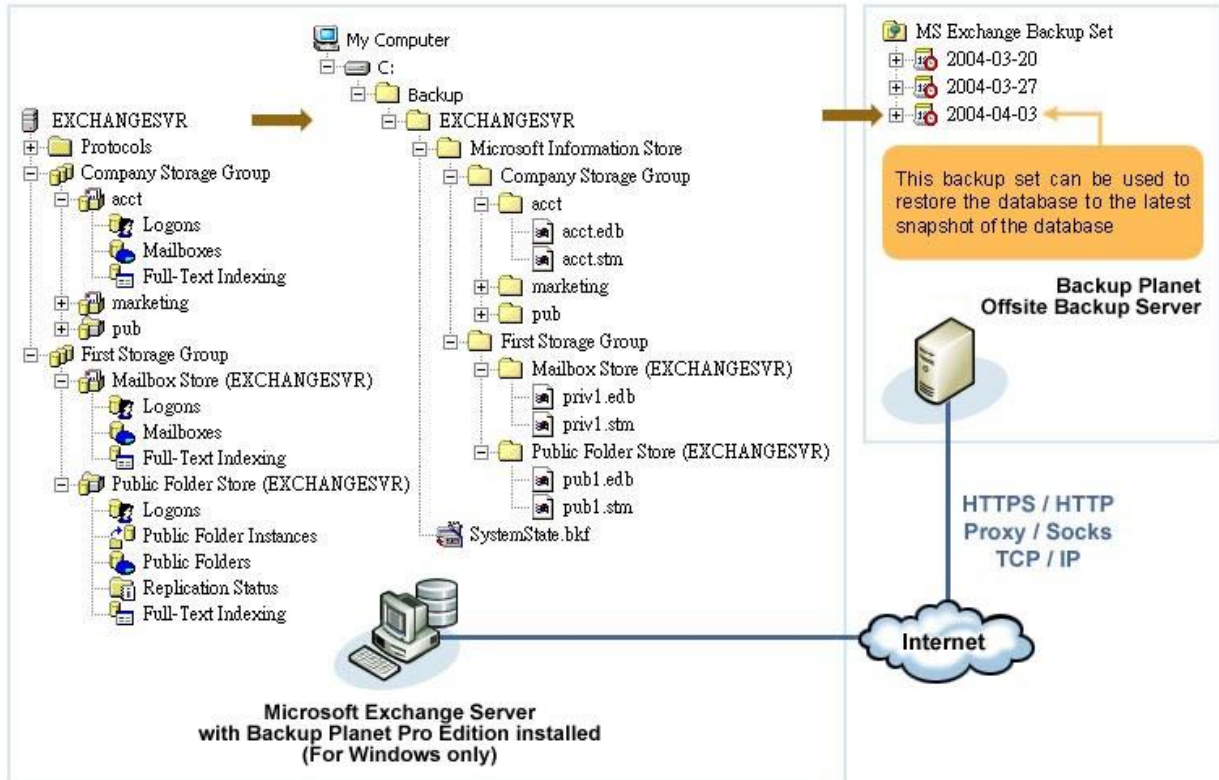 EXCHANGESVR
Protocols
Company Storage Group
acct
Logons
Mailboxes
Full-Text Indexing
marketing
pub
First Storage Group
Mailbox Store (EXCHANGESVR)
Logons
Mailboxes
Full-Text Indexing
Public Folder Store (EXCHANGESVR)
Logons
Public Folder Instances
Public Folders
Replication Status
Full-Text Indexing
My Computer
C:
Backup
EXCHANGESVR
Microsoft Information Store
Company Storage Group
acct
acct.edb
acct.stm
marketing
pub
First Storage Group
Mailbox Store (EXCHANGESVR)
priv1.edb
priv1.stm
Public Folder Store (EXCHANGESVR)
pub1.edb
pub1.stm
SystemState.bkf
Microsoft Exchange Server
with Backup Planet Pro Edition installed
(For Windows only)
MS Exchange Backup Set
2004-03-20
2004-03-27
2004-04-03
This backup set can be used to
restore the database to the latest
snapshot of the database
Backup Planet
Offsite Backup Server
HTTPS / HTTP
Proxy / Socks
TCP / IP
Internet